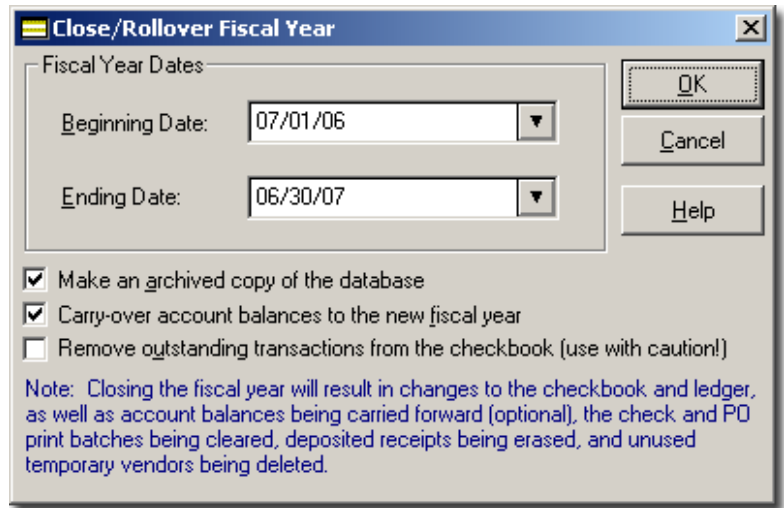 Close/Rollover Fiscal Year
Fiscal Year Dates
Beginning Date: 07/01/06
Ending Date: 06/30/07
OK
Cancel
Help
Make an archived copy of the database
Carry-over account balances to the new fiscal year
Remove outstanding transactions from the checkbook (use with caution!)
Note:  Closing the fiscal year will result in changes to the checkbook and ledger,
as well as account balances being carried forward (optional), the check and PO
print batches being cleared, deposited receipts being erased, and unused
temporary vendors being deleted.